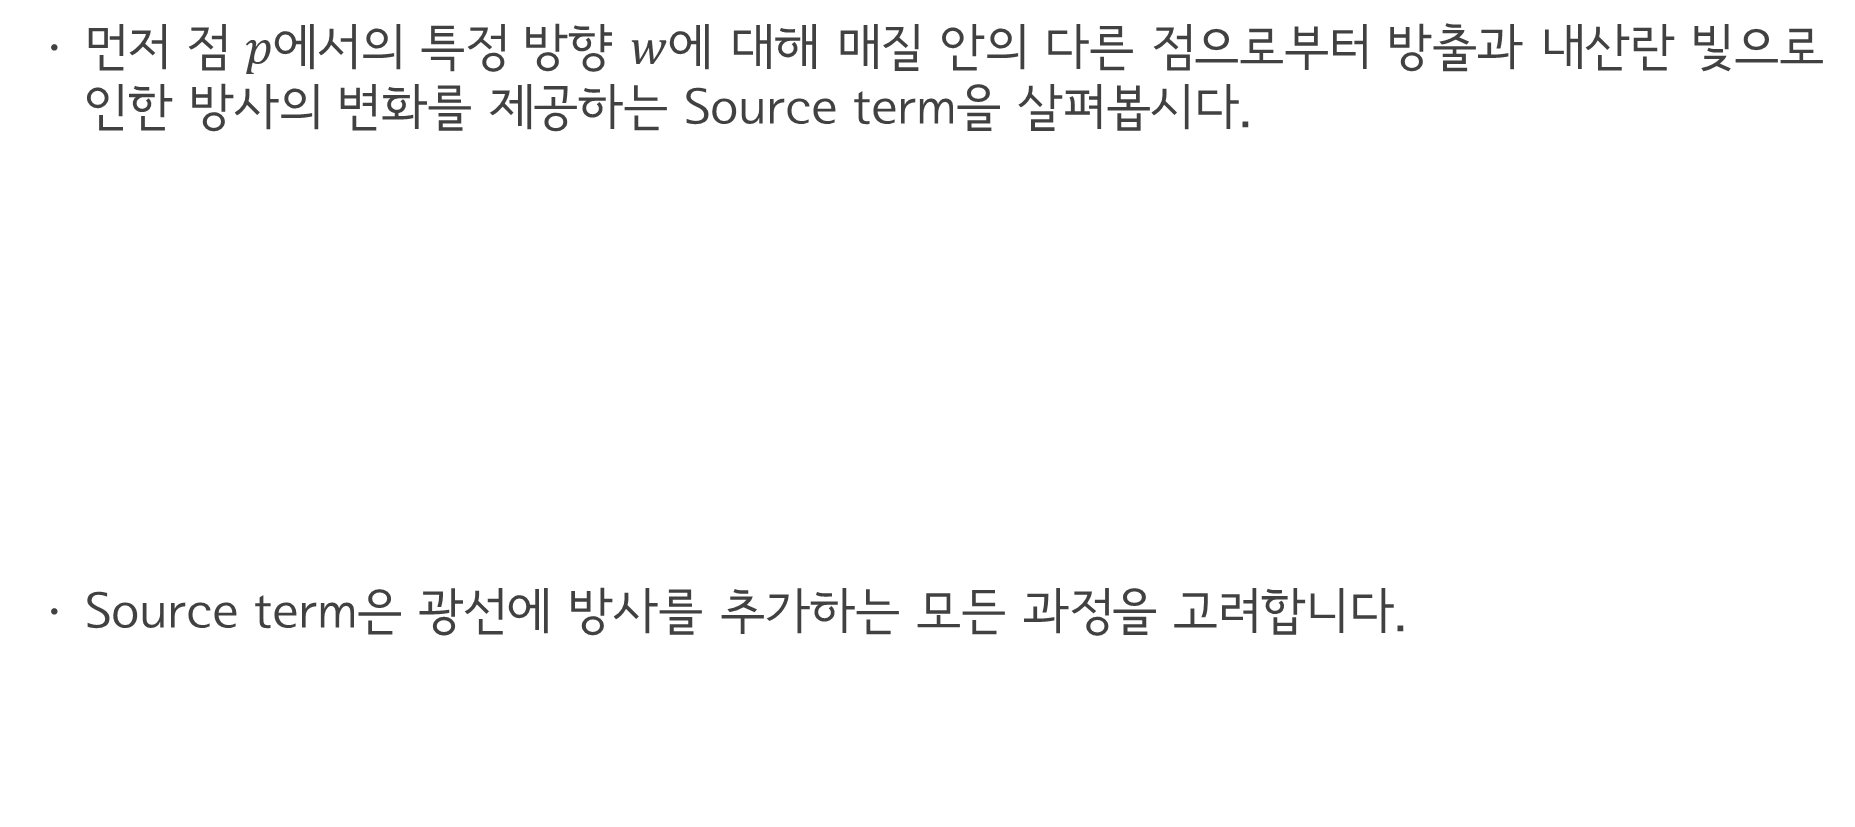 · 먼저 점 𝑝에서의 특정 방향 𝑤에 대해 매질 안의 다른 점으로부터 방출과 내산란 빛으로
인한 방사의 변화를 제공하는 Source term을 살펴봅시다.
· Source term은 광선에 방사를 추가하는 모든 과정을 고려합니다.